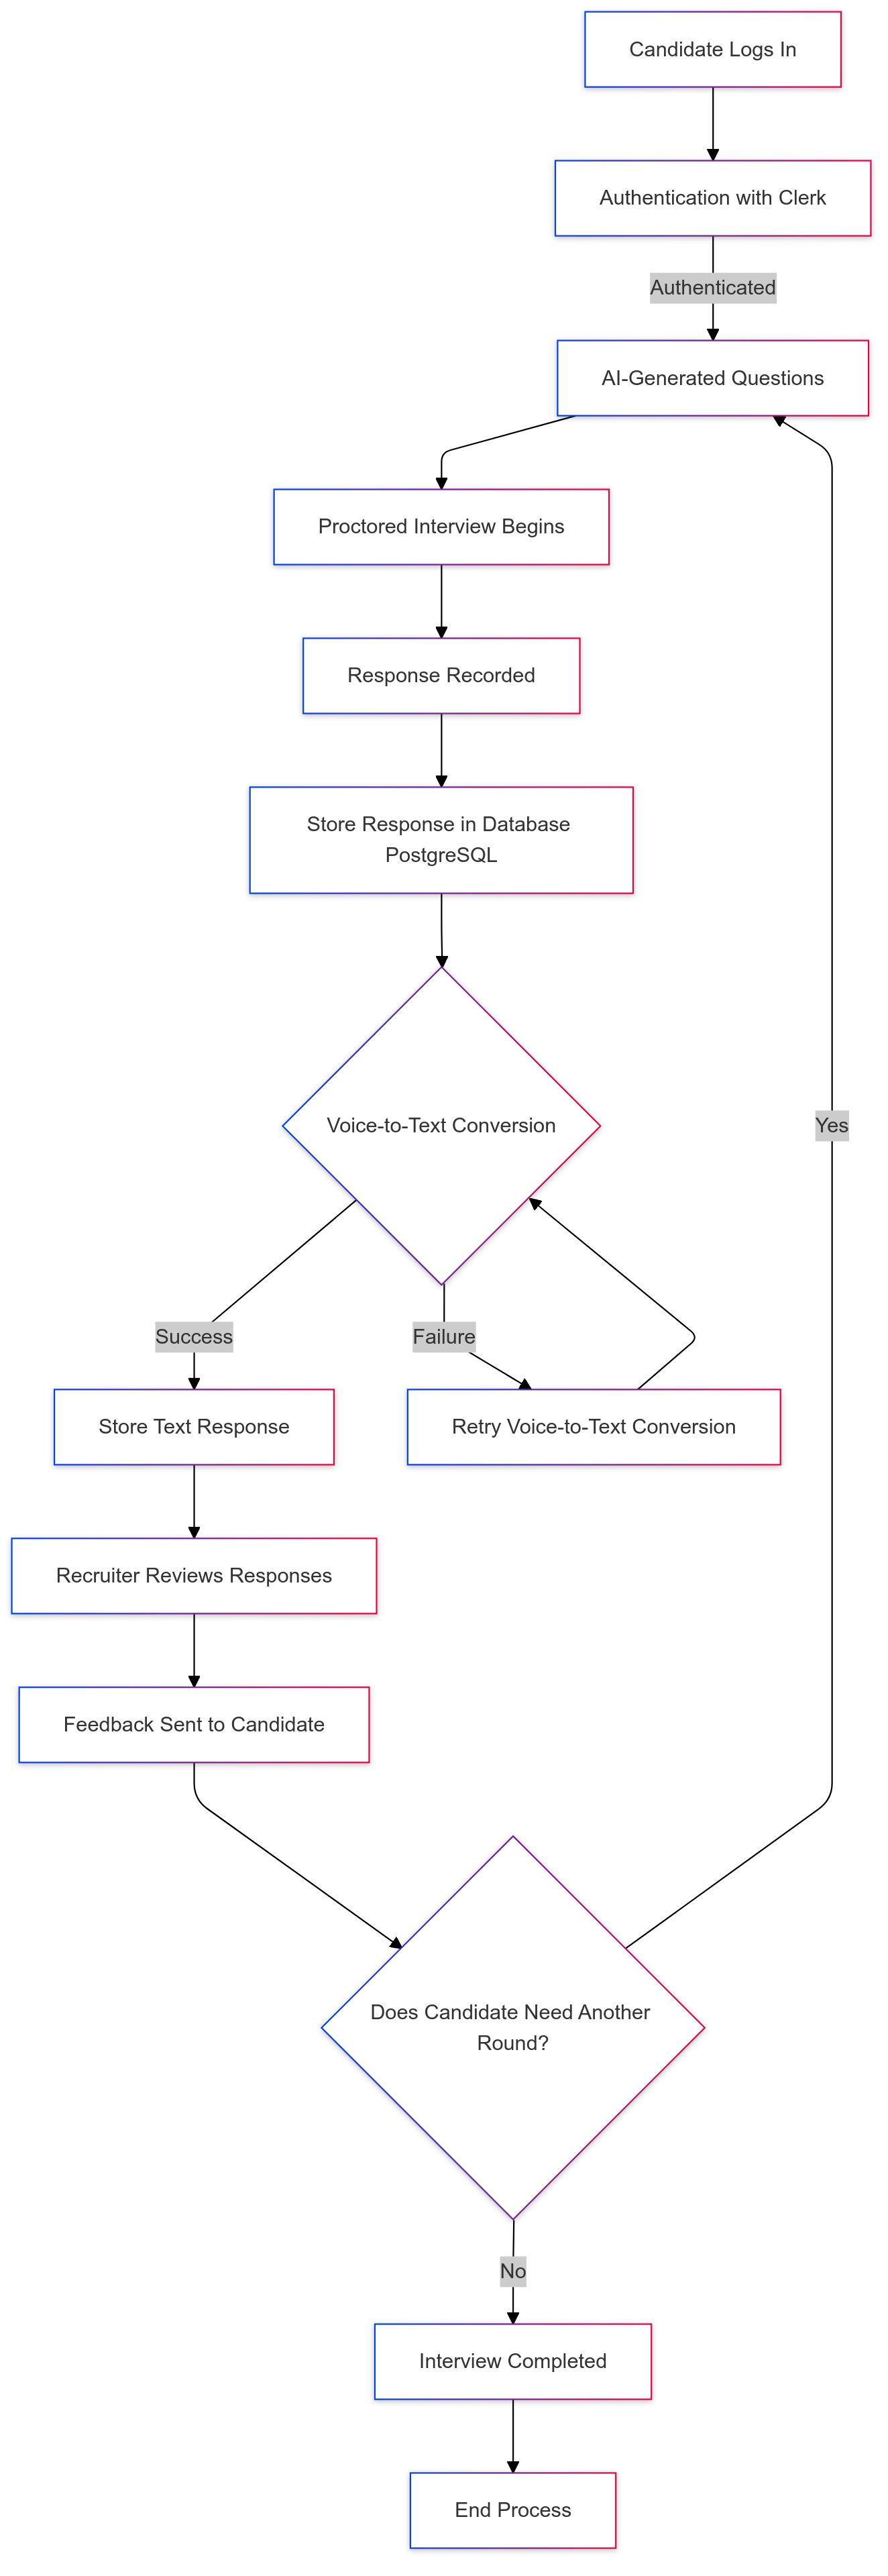 Candidate Logs In
Authentication with Clerk
Authenticated
AI-Generated Questions
Proctored Interview Begins
Response Recorded
Store Response in Database
PostgreSQL
Voice-to-Text Conversion
Yes
Success
Failure
Store Text Response
Retry Voice-to-Text Conversion
Recruiter Reviews Responses
Feedback Sent to Candidate
Does Candidate Need Another
Round?
No
Interview Completed
End Process